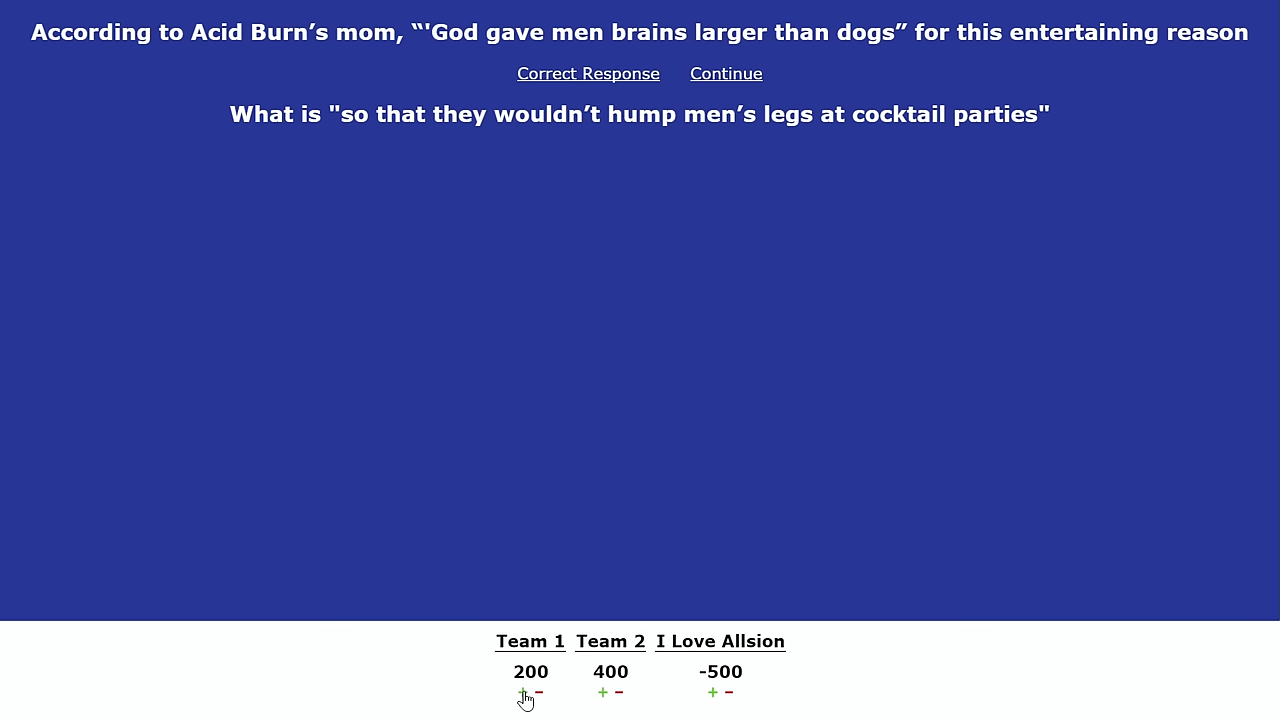 According to Acid Burn’s mom, “'God gave men brains larger than dogs” for this entertaining reason
Correct Response Continue
What is "so that they wouldn’t hump men’s legs at cocktail parties"
Team 1 Team 2 I Love Allsion
200 400 -500
+ − + − + −